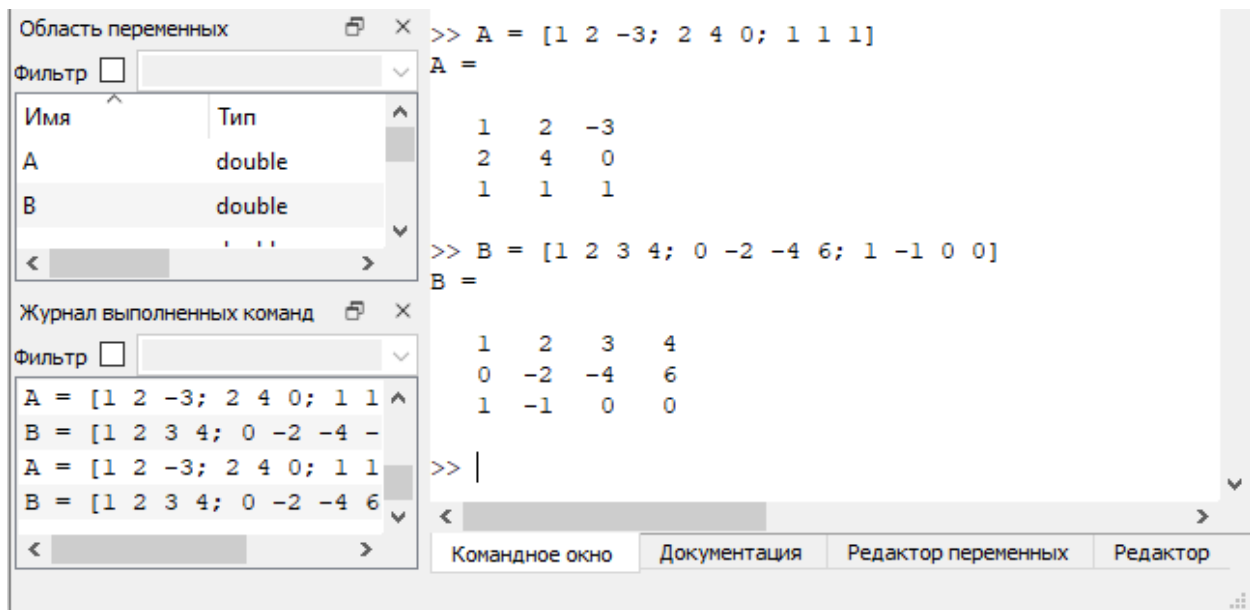 Область переменных
Фильтр
Имя Тип
A double
B double
Журнал выполненных команд
Фильтр
A = [1 2 -3; 2 4 0; 1 1
B = [1 2 3 4; 0 -2 -4 -
A = [1 2 -3; 2 4 0; 1 1
B = [1 2 3 4; 0 -2 -4 6
>> A = [1 2 -3; 2 4 0; 1 1 1]
A =
1 2 -3
2 4 0
1 1 1
>> B = [1 2 3 4; 0 -2 -4 6; 1 -1 0 0]
B =
1 2 3 4
0 -2 -4 6
1 -1 0 0
>>
Командное окно Документация Редактор переменных Редактор